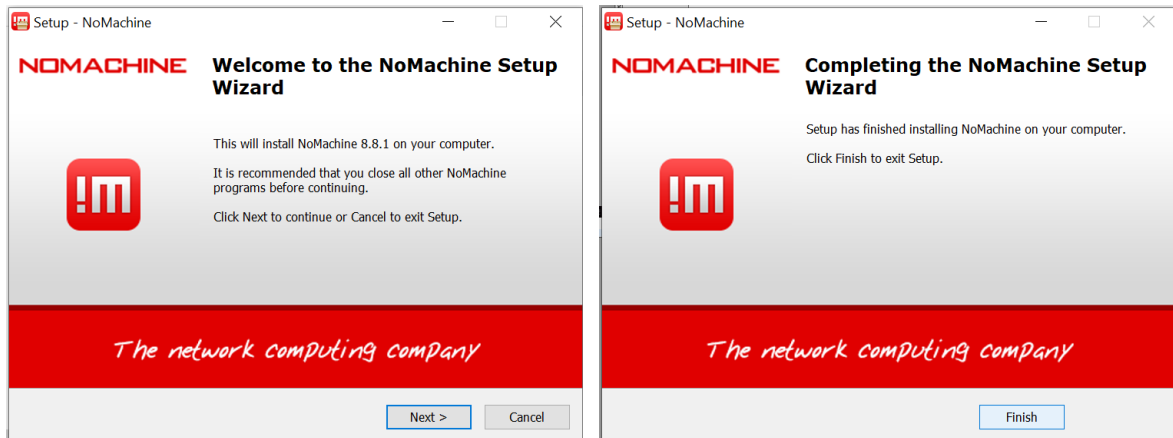 Setup - NoMachine
NOMACHINE
Welcome to the NoMachine Setup
Wizard
This will install NoMachine 8.8.1 on your computer.
It is recommended that you close all other NoMachine
programs before continuing.
Click Next to continue or Cancel to exit Setup.
!M
The network computing company
Next >
Cancel
Setup - NoMachine
NOMACHINE
Completing the NoMachine Setup
Wizard
Setup has finished installing NoMachine on your computer.
Click Finish to exit Setup.
!M
The network computing company
Finish